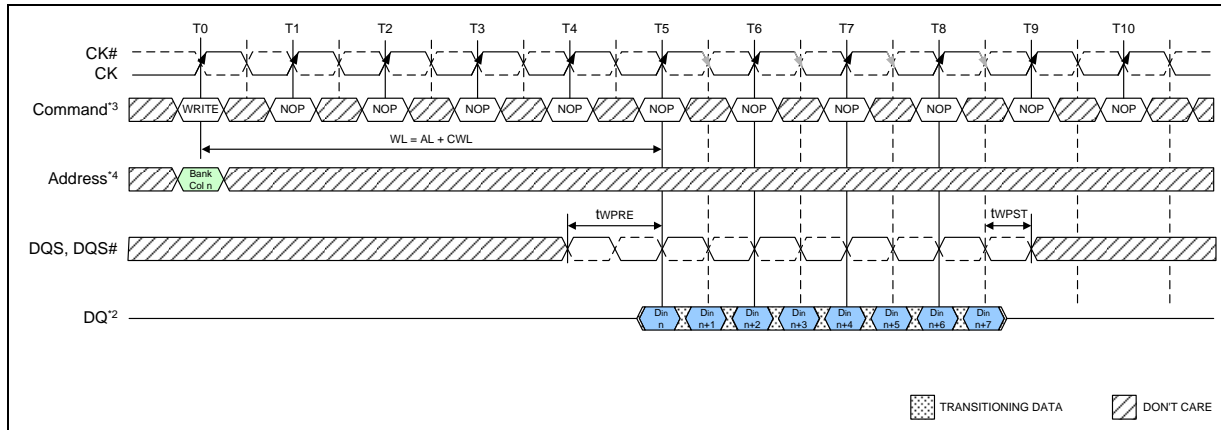 T0 T1 T2 T3 T4 T5 T6 T7 T8 T9 T10
CK#
CK
Command*3 WRITE NOP NOP NOP NOP NOP NOP NOP NOP NOP NOP
WL = AL + CWL
Address*4 Bank Col n
tWPRE tWPST
DQS, DQS#
DQ*2 Din n Din n+1 Din n+2 Din n+3 Din n+4 Din n+5 Din n+6 Din n+7
TRANSITIONING DATA DON'T CARE